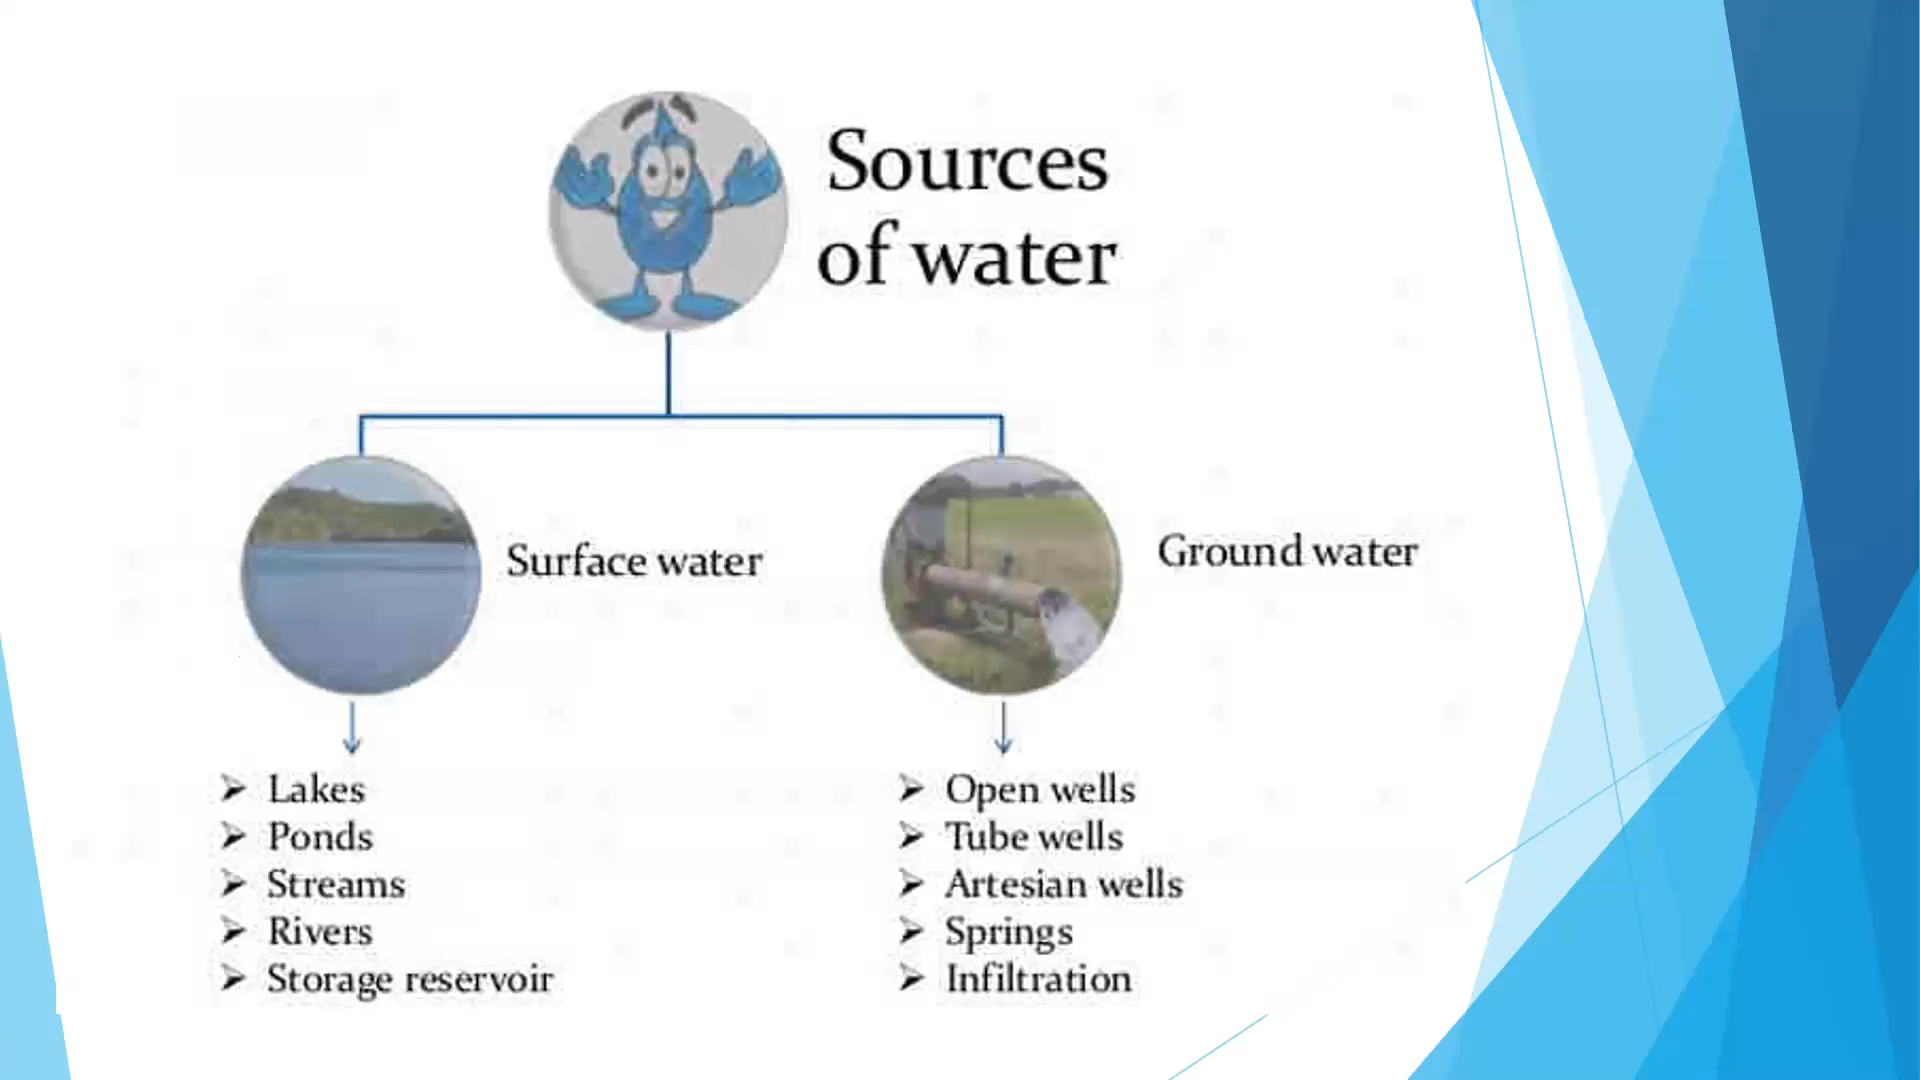 Sources
of water
Surface water
Ground water
Lakes
Ponds
Streams
Rivers
Storage reservoir
Open wells
Tube wells
Artesian wells
Springs
Infiltration